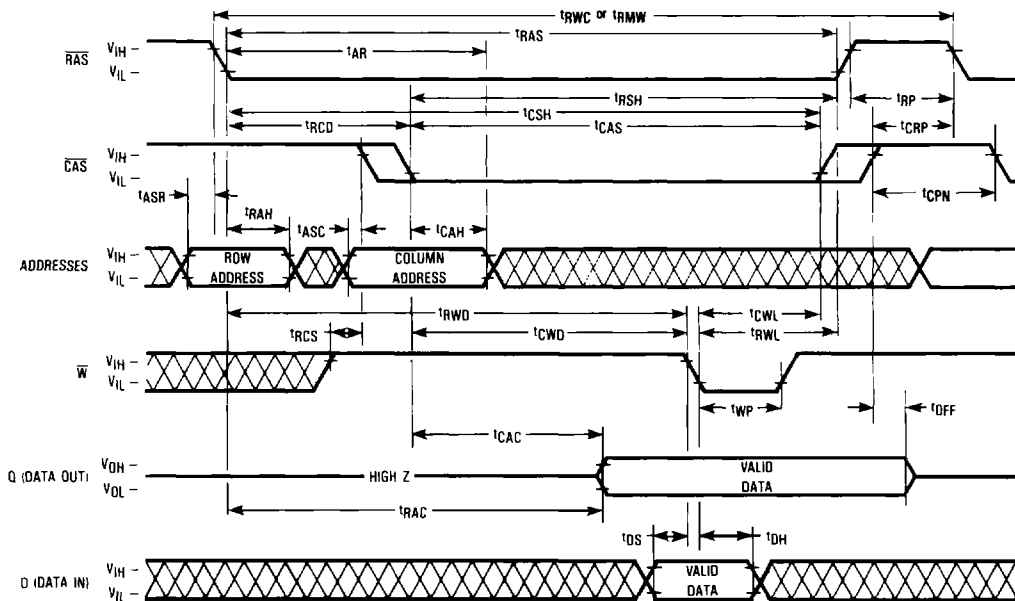 tRWC or tRMW
tRAS
tAR
RAS
VIH
VIL
tRSH
tRP
tCSH
tRCD
tCAS
tCRP
CAS
VIH
VIL
tASR
tRAH
tASC
tCAH
tCPN
ADDRESSES
VIH
VIL
ROW
ADDRESS
COLUMN
ADDRESS
tRWD
tCWL
tRCS
tCWD
tRWL
W
VIH
VIL
tWP
tOFF
tCAC
Q (DATA OUT)
VOH
VOL
HIGH Z
VALID
DATA
tRAC
tDS
tDH
D (DATA IN)
VIH
VIL
VALID
DATA